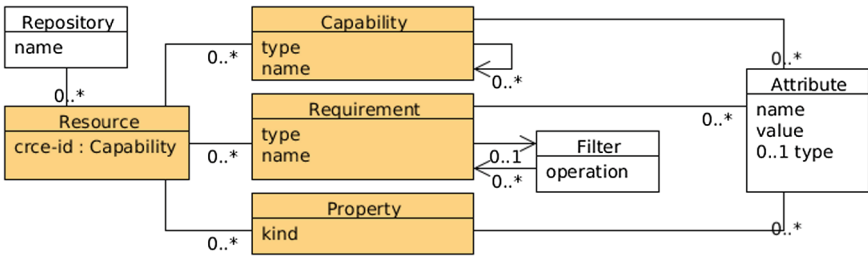 Repository
name
0..*
Resource
crce-id : Capability
0..*
0..*
0..*
Capability
type
name
0..*
Requirement
type
name
0..1
0..*
Filter
operation
Property
kind
0..*
0..*
0..*
Attribute
name
value
0..1 type